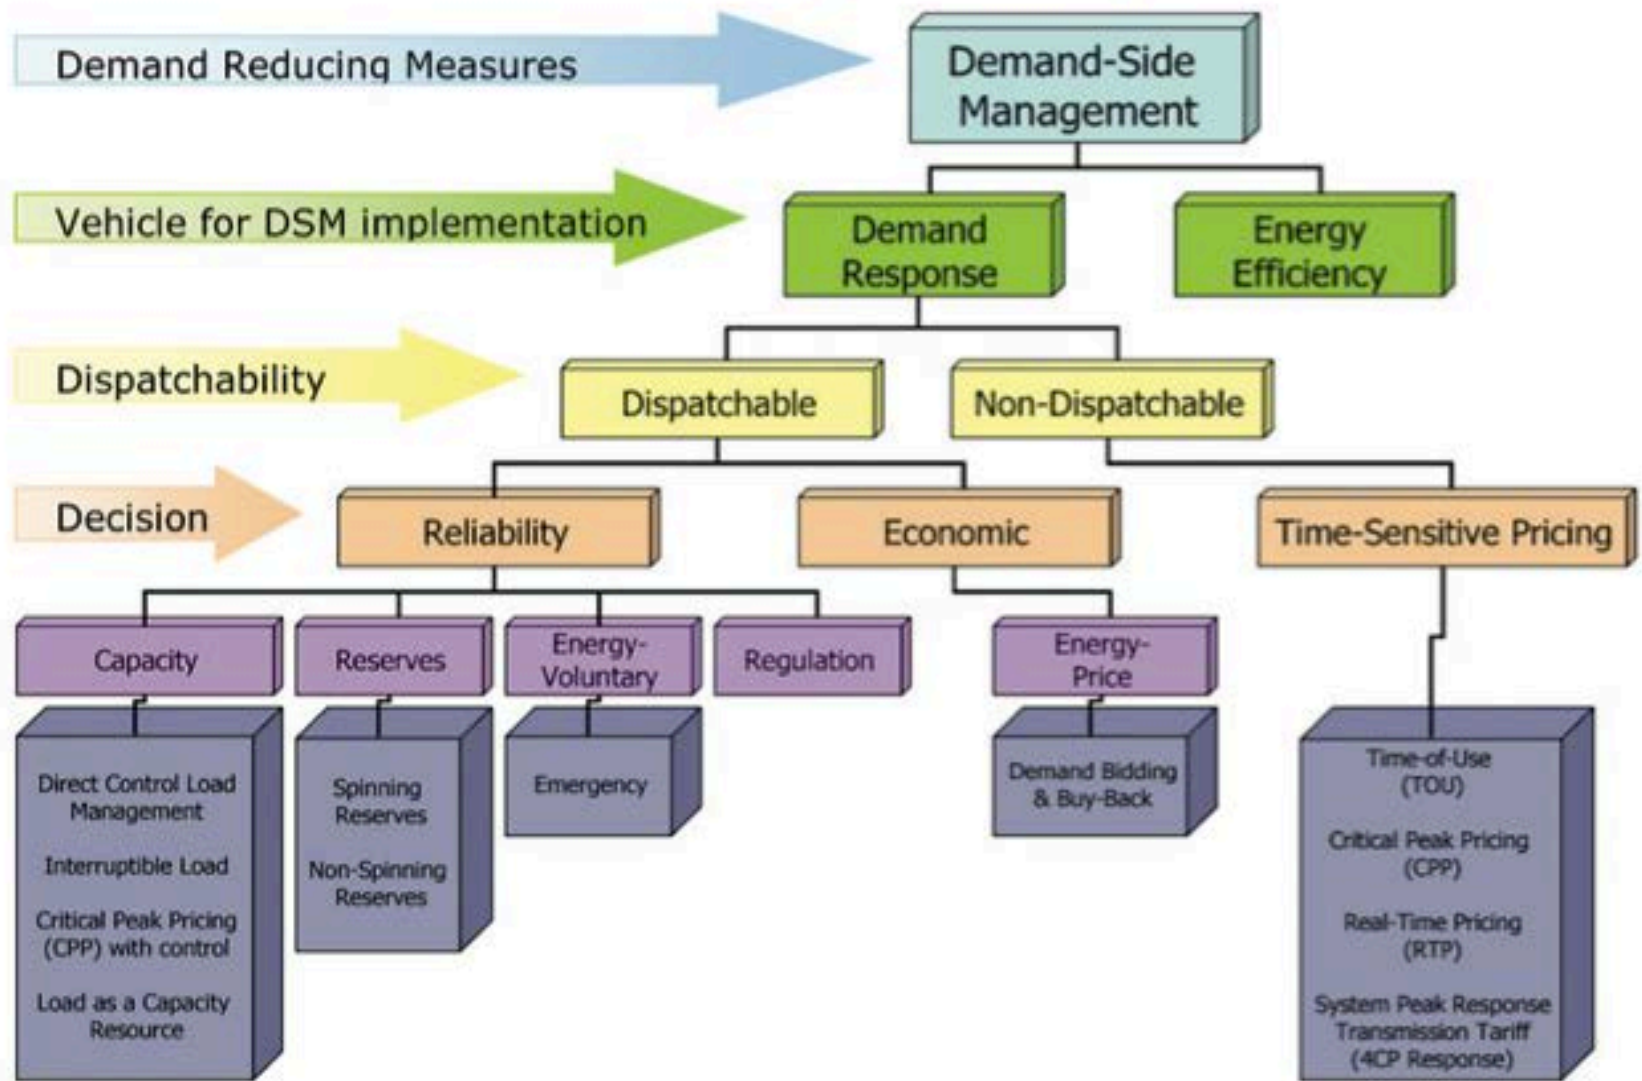 Demand Reducing Measures
Demand-Side
Management
Vehicle for DSM implementation
Demand
Response
Energy
Efficiency
Dispatchability
Dispatchable
Non-Dispatchable
Decision
Reliability
Economic
Time-Sensitive Pricing
Capacity
Reserves
Energy-
Voluntary
Regulation
Energy-
Price
Direct Control Load
Management
Interruptible Load
Critical Peak Pricing
(CPP) with control
Load as a Capacity
Resource
Spinning
Reserves
Non-Spinning
Reserves
Emergency
Demand Bidding
& Buy-Back
Time-of-Use
(TOU)
Critical Peak Pricing
(CPP)
Real-Time Pricing
(RTP)
System Peak Response
Transmission Tariff
(4CP Response)